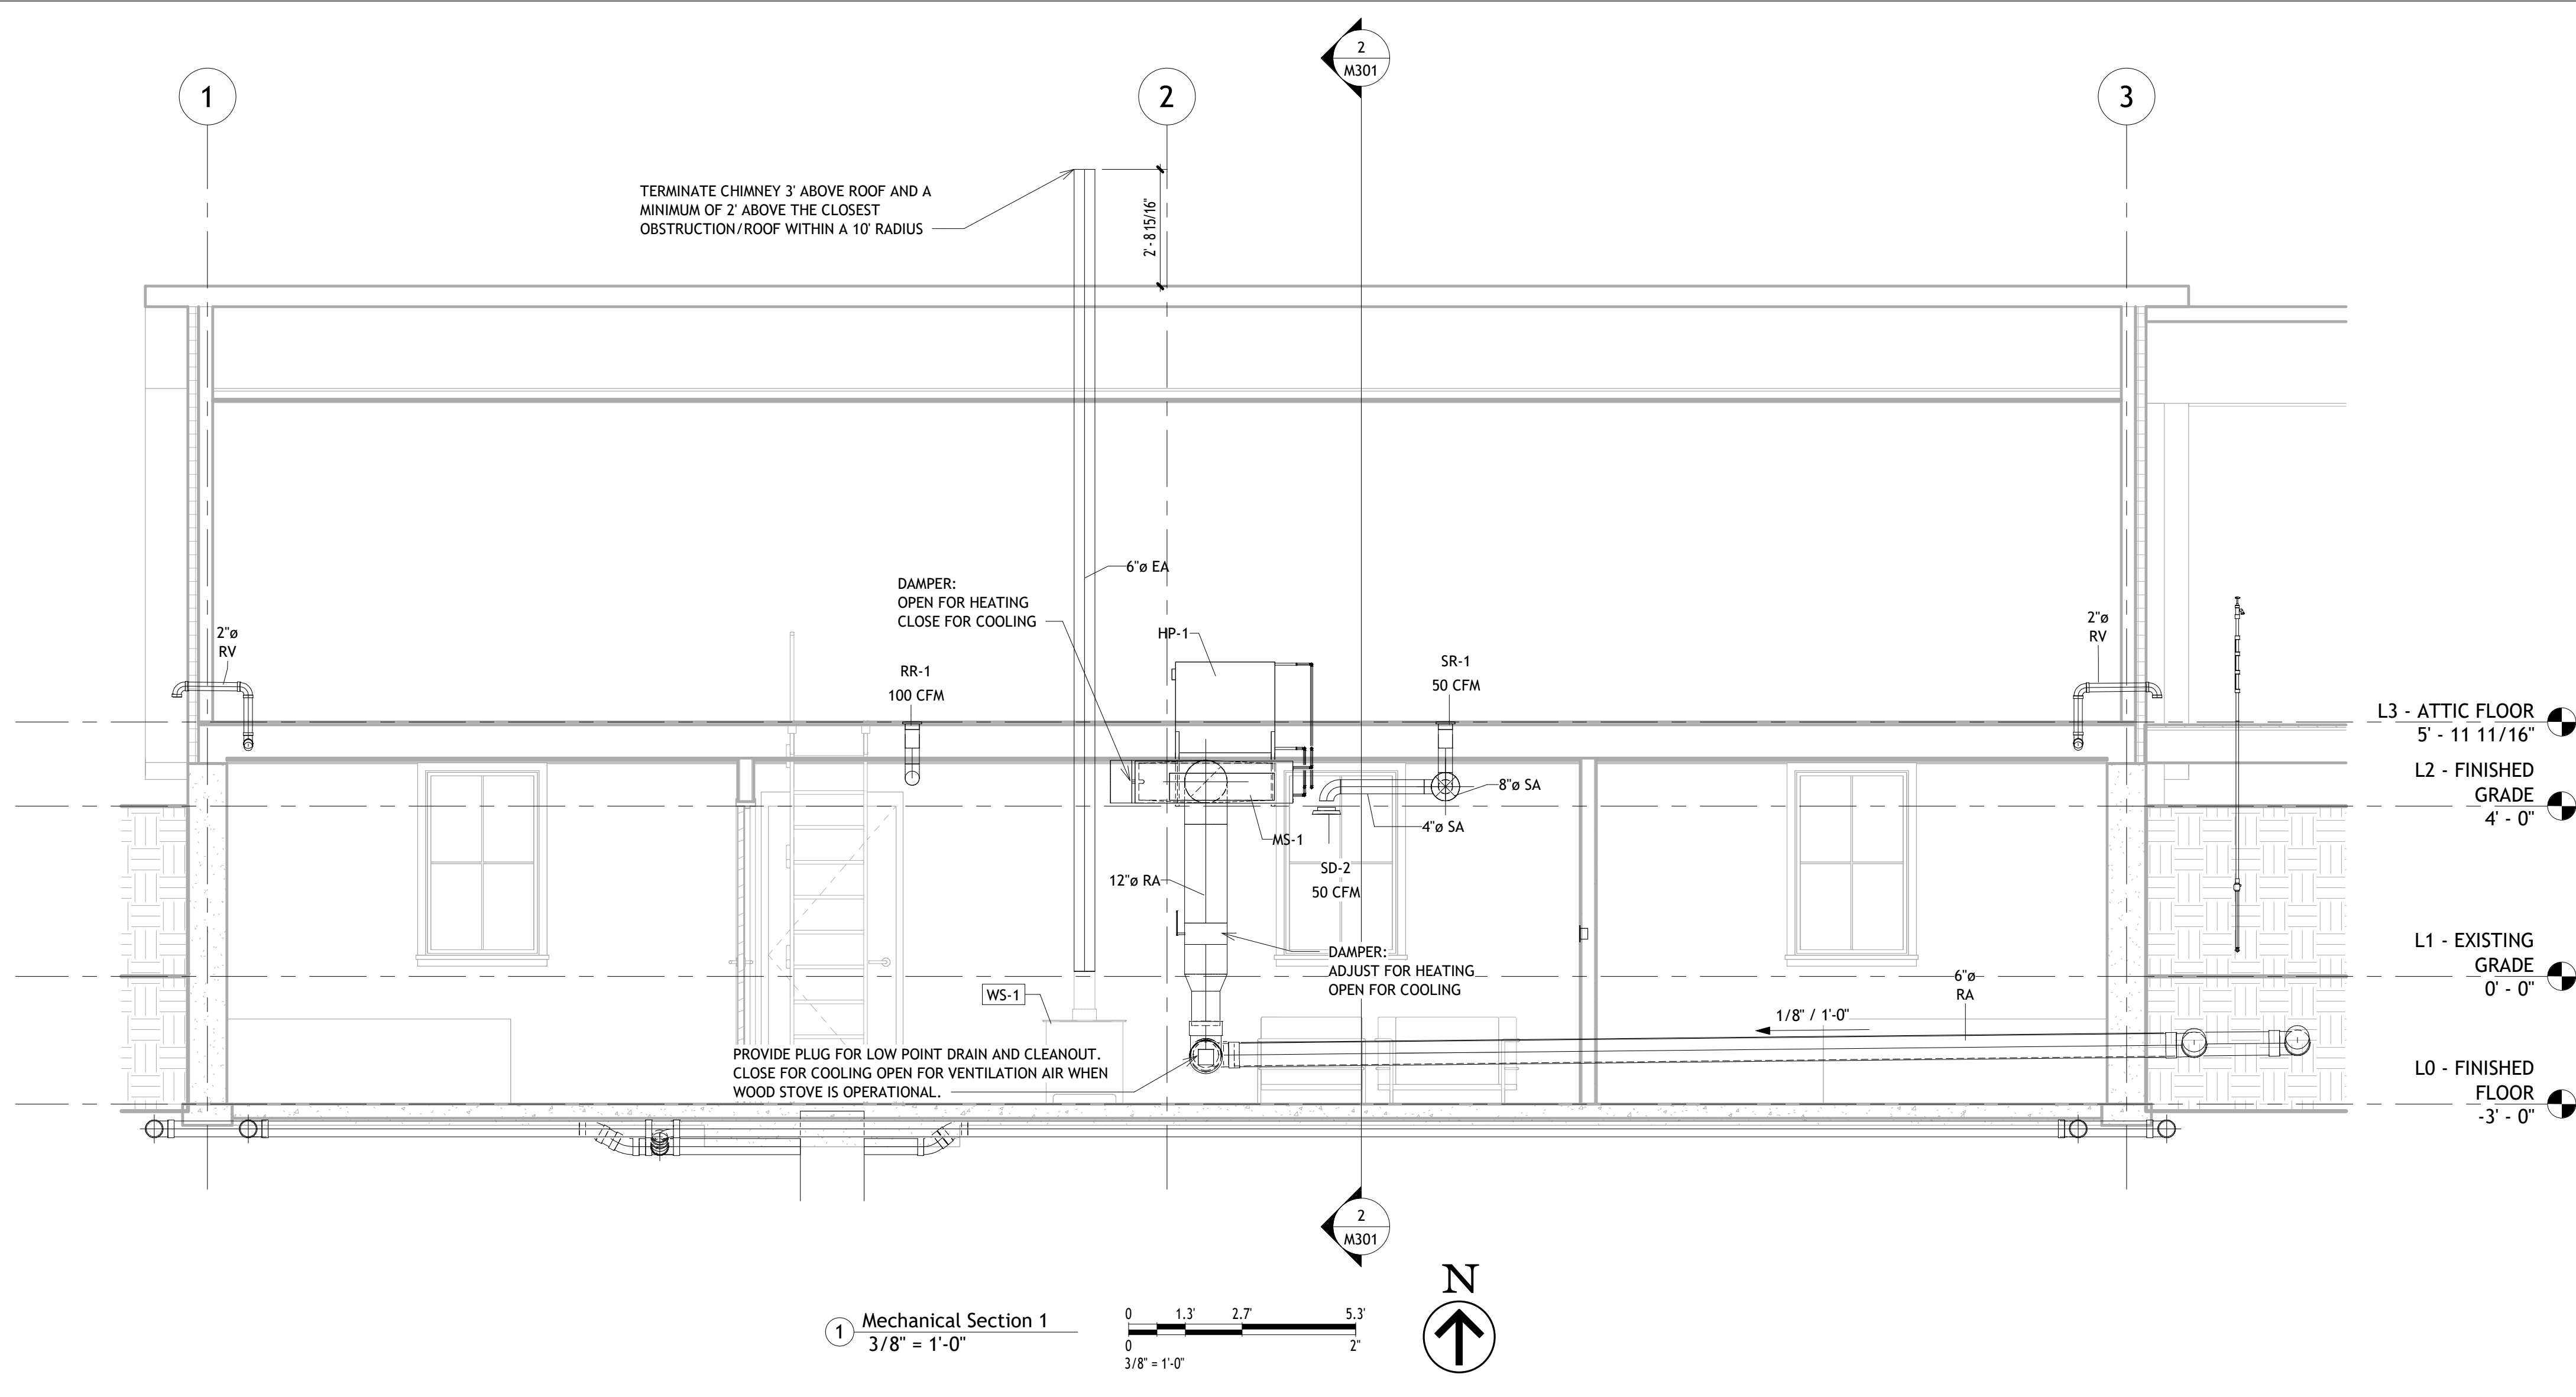 2
M301
1
2
3
TERMINATE CHIMNEY 3' ABOVE ROOF AND A
MINIMUM OF 2' ABOVE THE CLOSEST
OBSTRUCTION/ROOF WITHIN A 10' RADIUS
2' - 8 15/16"
6"ø EA
DAMPER:
OPEN FOR HEATING
CLOSE FOR COOLING
HP-1
2"ø
RV
2"ø
RV
RR-1
100 CFM
SR-1
50 CFM
L3 - ATTIC FLOOR
5' - 11 11/16"
L2 - FINISHED
GRADE
4' - 0"
8"ø SA
4"ø SA
MS-1
SD-2
50 CFM
12"ø RA
DAMPER:
ADJUST FOR HEATING
OPEN FOR COOLING
L1 - EXISTING
GRADE
0' - 0"
6"ø
RA
WS-1
1/8" / 1'-0"
PROVIDE PLUG FOR LOW POINT DRAIN AND CLEANOUT.
CLOSE FOR COOLING OPEN FOR VENTILATION AIR WHEN
WOOD STOVE IS OPERATIONAL.
L0 - FINISHED
FLOOR
-3' - 0"
2
M301
1
Mechanical Section 1
3/8" = 1'-0"
0 1.3' 2.7' 5.3'
0 2"
3/8" = 1'-0"
N